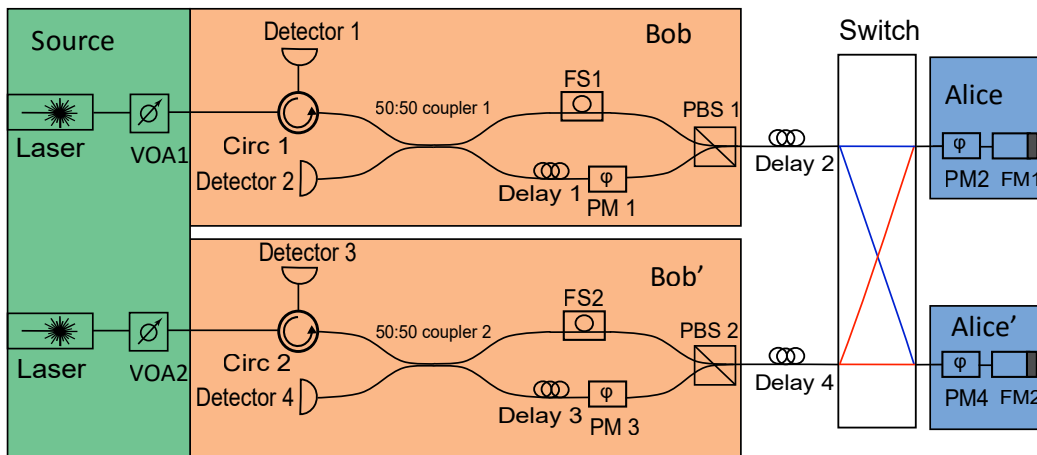 Source
Detector 1
Bob
Switch
Alice
FS1
50:50 coupler 1
PBS 1
Laser
VOA1
Circ 1
Detector 2
Delay 1
φ
PM 1
Delay 2
φ
PM2
FM1
Detector 3
Bob'
FS2
50:50 coupler 2
PBS 2
Alice'
Laser
VOA2
Circ 2
Detector 4
Delay 3
φ
PM 3
Delay 4
φ
PM4
FM2